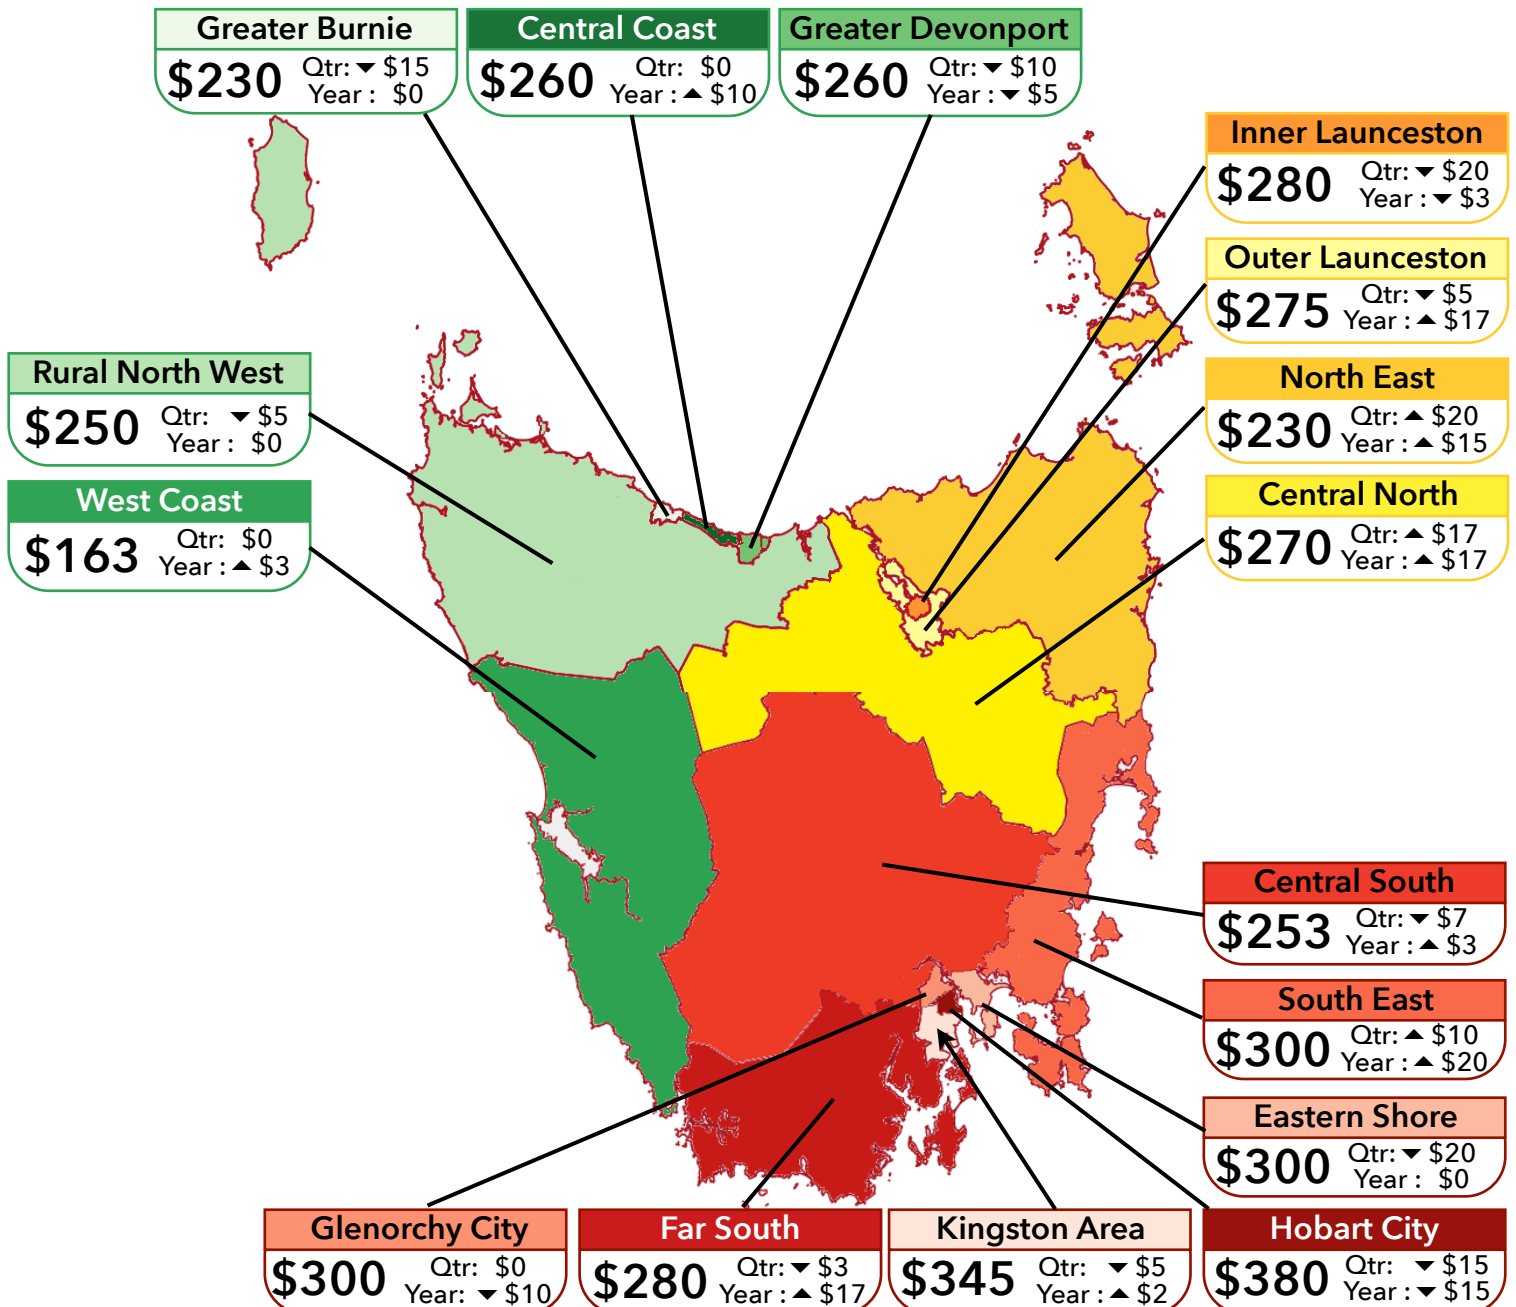 Greater Burnie
$230 Qtr: ▼ $15
Year : $0
Central Coast
$260 Qtr: $0
Year : ▲ $10
Greater Devonport
$260 Qtr: ▼ $10
Year : ▼ $5
Inner Launceston
$280 Qtr: ▼ $20
Year : ▼ $3
Outer Launceston
$275 Qtr: ▼ $5
Year : ▲ $17
Rural North West
$250 Qtr: ▼ $5
Year : $0
North East
$230 Qtr: ▲ $20
Year : ▲ $15
West Coast
$163 Qtr: $0
Year : ▲ $3
Central North
$270 Qtr: ▲ $17
Year : ▲ $17
Central South
$253 Qtr: ▼ $7
Year : ▲ $3
South East
$300 Qtr: ▲ $10
Year : ▲ $20
Eastern Shore
$300 Qtr: ▼ $20
Year : $0
Glenorchy City
$300 Qtr: $0
Year: ▼ $10
Far South
$280 Qtr: ▼ $3
Year : ▲ $17
Kingston Area
$345 Qtr: ▼ $5
Year : ▲ $2
Hobart City
$380 Qtr: ▼ $15
Year : ▼ $15